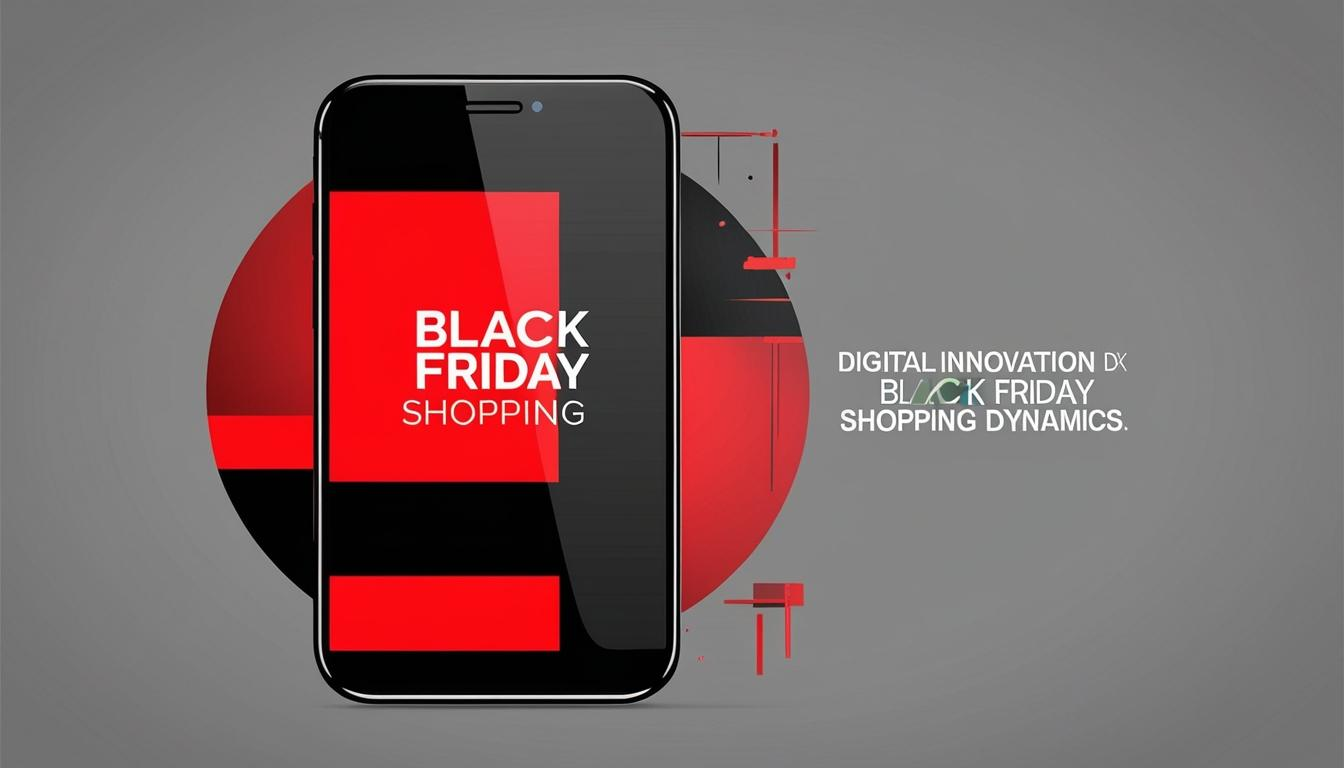 BLACK
FRIDAY
SHOPPING
DIGITAL INNOVATION DX
BLACK FRIDAY
SHOPPING DYNAMICS.